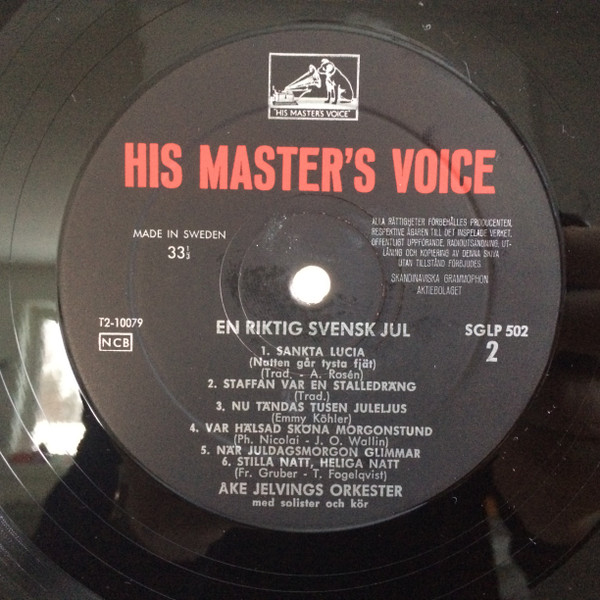 "HIS MASTER'S VOICE"
HIS MASTER'S VOICE
MADE IN SWEDEN
33⅓
ALLA RÄTTIGHETER FÖRBEHÅLLES PRODUCENTEN,
RESPEKTIVE ÄGAREN TILL DET INSPELADE VERKET.
OFFENTLIGT UPPFÖRANDE, RADIOUTSÄNDNING, UT-
LÅNING OCH KOPIERING AV DENNA SKIVA
UTAN TILLSTÅND FÖRBJUDES
SKANDINAVISKA GRAMMOPHON
AKTIEBOLAGET
T2-10079
NCB
EN RIKTIG SVENSK JUL
SGLP 502
2
1. SANKTA LUCIA
(Natten går tysta fjät)
(Trad. - A. Rosén)
2. STAFFAN VAR EN STALLEDRÄNG
(Trad.)
3. NU TÄNDAS TUSEN JULELJUS
(Emmy Köhler)
4. VAR HÄLSAD SKÖNA MORGONSTUND
(Ph. Nicolai - J. O. Wallin)
5. NÄR JULDAGSMORGON GLIMMAR
6. STILLA NATT, HELIGA NATT
(Fr. Gruber - T. Fogelqvist)
ÅKE JELVINGS ORKESTER
med solister och kör